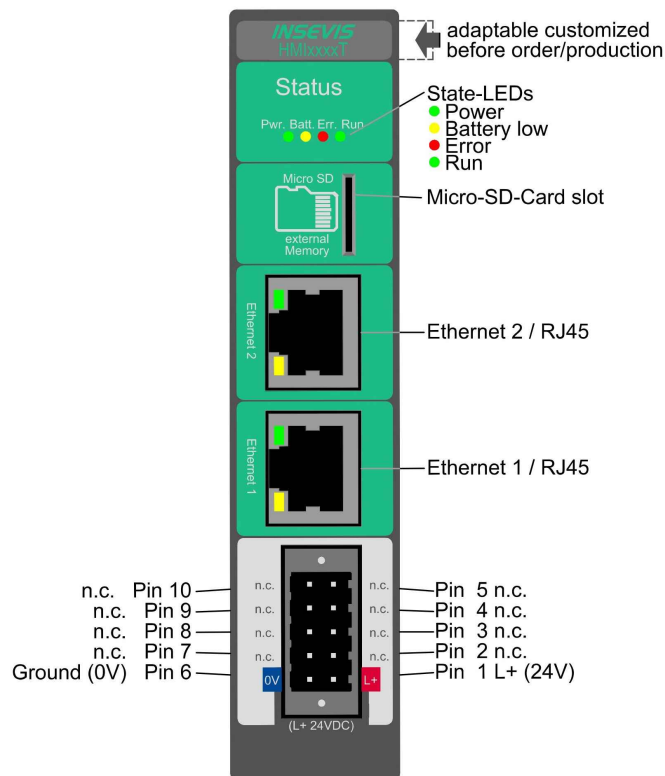 INSEVIS
HMIxxxxT
adaptable customized
before order/production
Status
Pwr. Batt. Err. Run
State-LEDs
Power
Battery low
Error
Run
Micro SD
external
Memory
Micro-SD-Card slot
Ethernet 2
Ethernet 2 / RJ45
Ethernet 1
Ethernet 1 / RJ45
n.c. Pin 10 n.c. n.c. Pin 5 n.c.
n.c. Pin 9 n.c. n.c. Pin 4 n.c.
n.c. Pin 8 n.c. n.c. Pin 3 n.c.
n.c. Pin 7 n.c. n.c. Pin 2 n.c.
Ground (0V) Pin 6 0V L+ Pin 1 L+ (24V)
(L+ 24VDC)